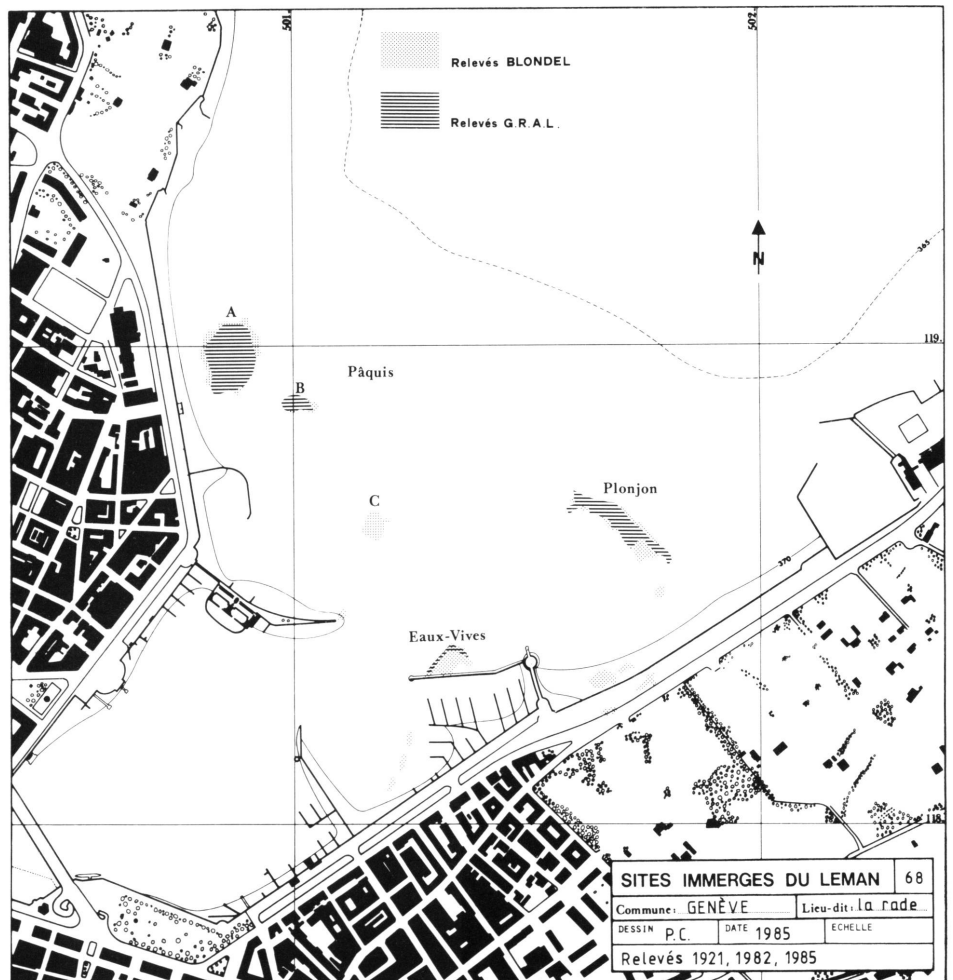 501.
502.
Relevés BLONDEL
Relevés G.R.A.L.
N
365
A
119.
B
Pâquis
C
Plonjon
370
Eaux-Vives
118.
SITES IMMERGES DU LEMAN 68
Commune: GENÈVE Lieu-dit: la rade
DESSIN P.C. DATE 1985 ECHELLE
Relevés 1921, 1982, 1985